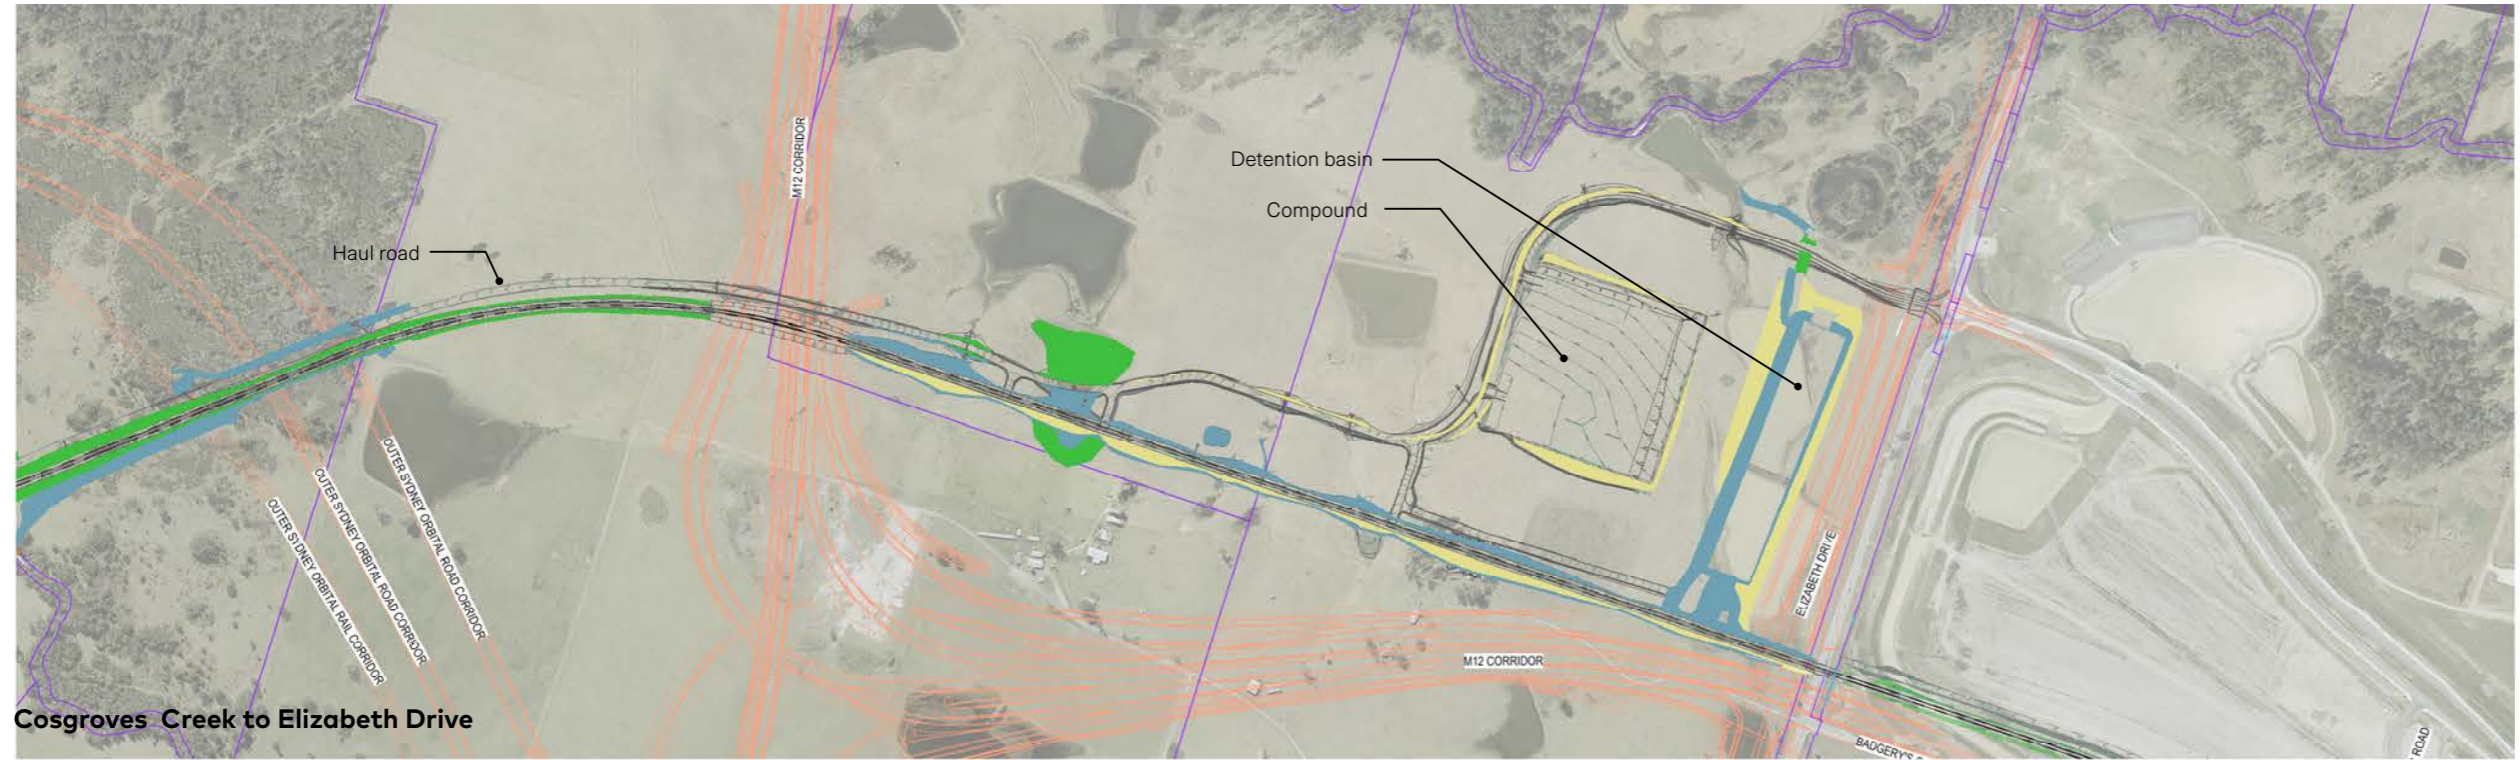 M12 CORRIDOR
Detention basin
Compound
Haul road
OUTER SYDNEY ORBITAL ROAD CORRIDOR
OUTER SYDNEY ORBITAL ROAD CORRIDOR
OUTER SYDNEY ORBITAL RAIL CORRIDOR
ELIZABETH DRIVE
M12 CORRIDOR
Cosgroves Creek to Elizabeth Drive
BADGERY'S
ROAD